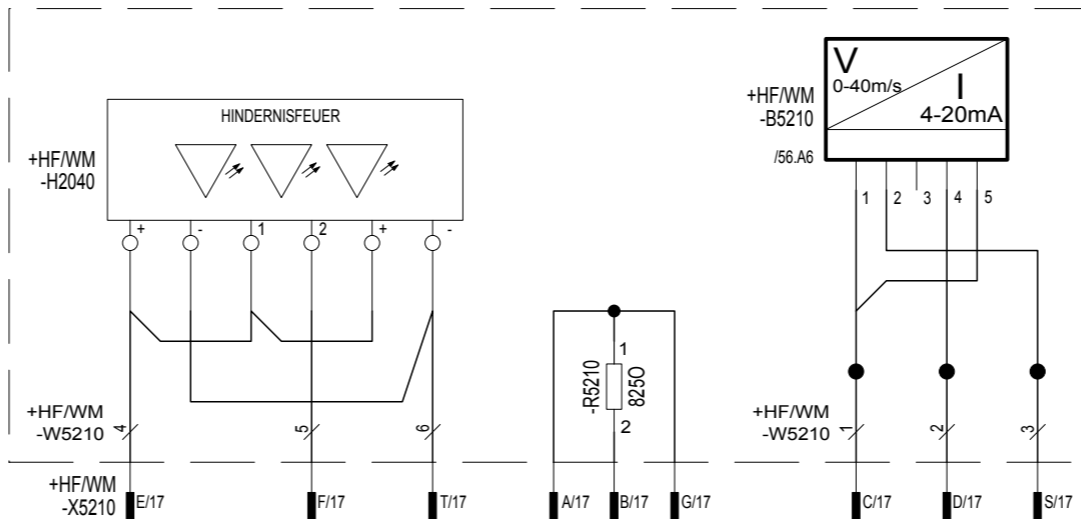 HINDERNISFEUER
+HF/WM
-H2040
+ - 1 2 + -
V
0-40m/s
I
4-20mA
+HF/WM
-B5210
/56.A6
1 2 3 4 5
-R5210
825O
1
2
+HF/WM
-W5210
4 5 6
+HF/WM
-W5210
1 2 3
+HF/WM
-X5210
E/17 F/17 T/17 A/17 B/17 G/17 C/17 D/17 S/17